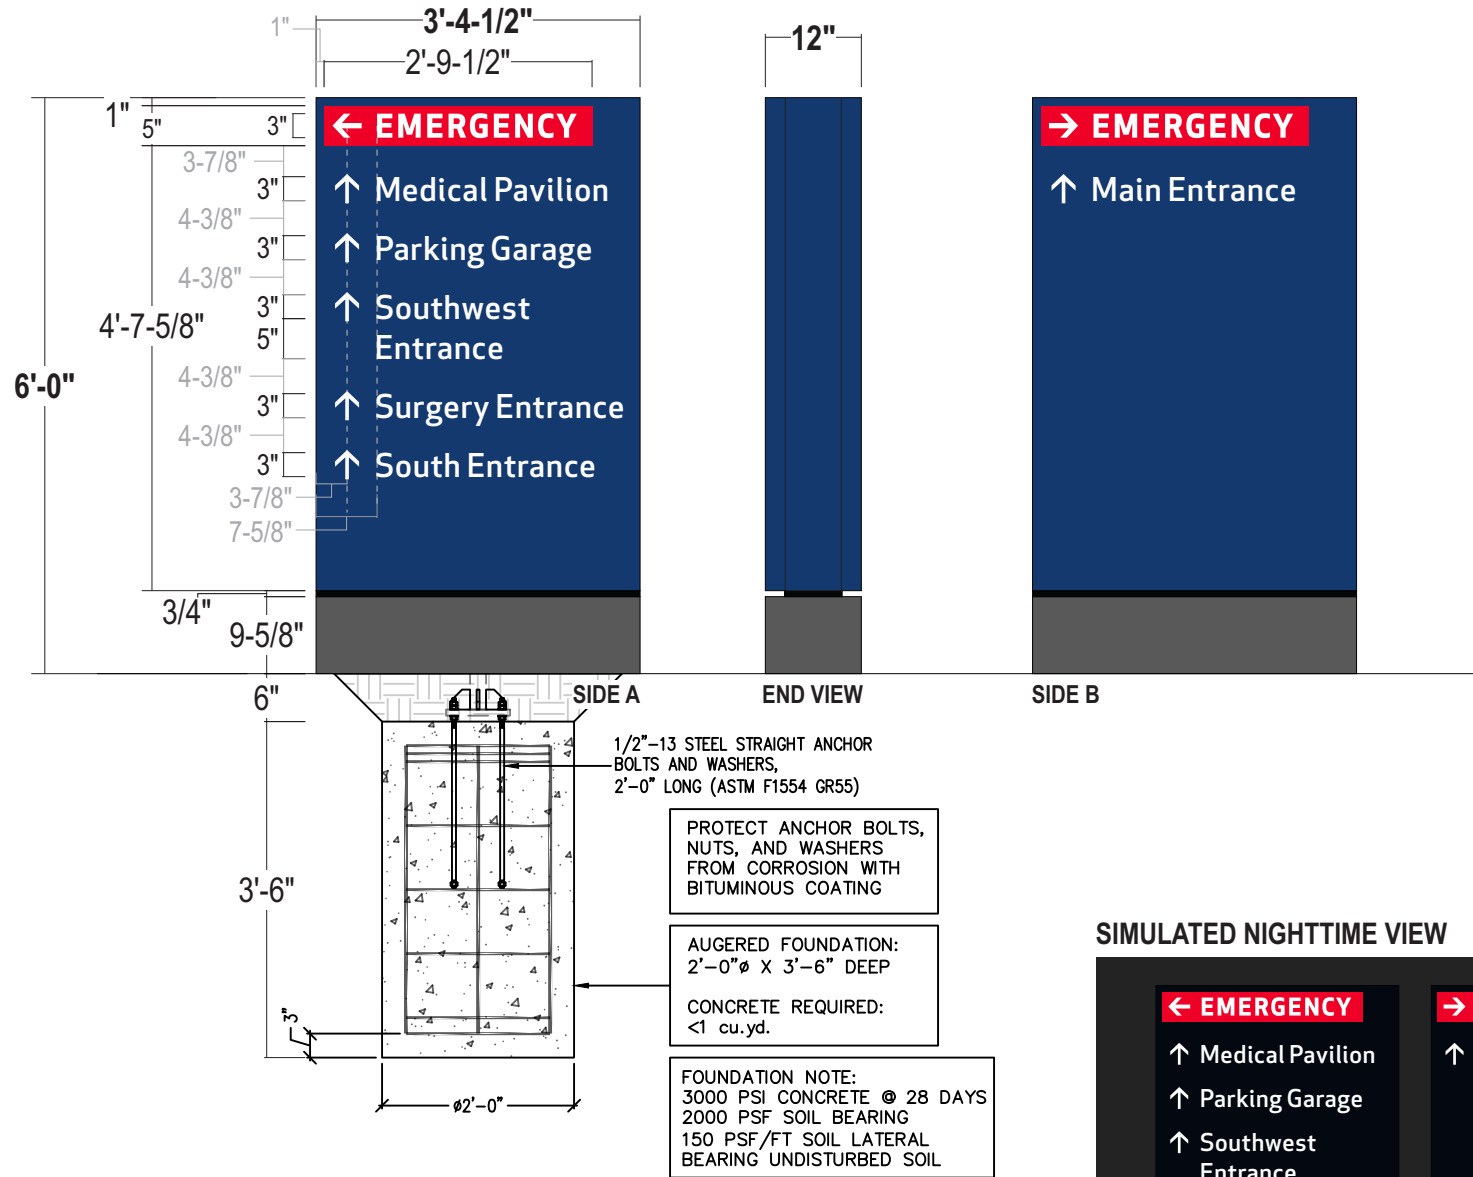 3'-4-1/2"
1"
2'-9-1/2"
12"
1"
5"
3"
← EMERGENCY
→ EMERGENCY
3-7/8"
3"
↑ Medical Pavilion
↑ Main Entrance
4-3/8"
3"
↑ Parking Garage
4-3/8"
3"
↑ Southwest
4'-7-5/8"
5"
Entrance
6'-0"
4-3/8"
3"
↑ Surgery Entrance
4-3/8"
3"
↑ South Entrance
3-7/8"
7-5/8"
3/4"
9-5/8"
6"
SIDE A
END VIEW
SIDE B
1/2"-13 STEEL STRAIGHT ANCHOR
BOLTS AND WASHERS,
2'-0" LONG (ASTM F1554 GR55)
PROTECT ANCHOR BOLTS,
NUTS, AND WASHERS
FROM CORROSION WITH
BITUMINOUS COATING
3'-6"
AUGERED FOUNDATION:
2'-0"ø X 3'-6" DEEP
CONCRETE REQUIRED:
<1 cu.yd.
3"
ø2'-0"
FOUNDATION NOTE:
3000 PSI CONCRETE @ 28 DAYS
2000 PSF SOIL BEARING
150 PSF/FT SOIL LATERAL
BEARING UNDISTURBED SOIL
SIMULATED NIGHTTIME VIEW
← EMERGENCY
→
↑ Medical Pavilion
↑
↑ Parking Garage
↑ Southwest
Entrance